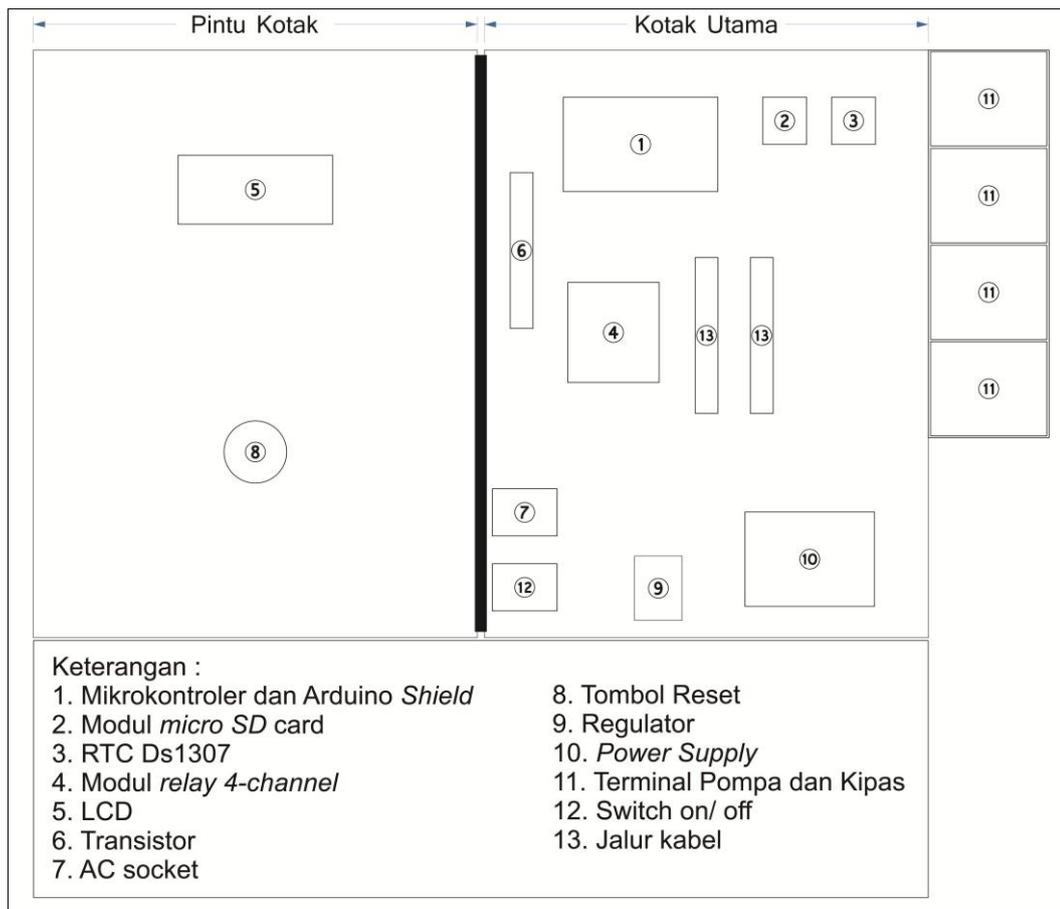 Pintu Kotak
Kotak Utama
1
2
3
11
5
11
6
4
13
13
11
11
8
7
10
12
9
Keterangan :
1. Mikrokontroler dan Arduino Shield
2. Modul micro SD card
3. RTC Ds1307
4. Modul relay 4-channel
5. LCD
6. Transistor
7. AC socket
8. Tombol Reset
9. Regulator
10. Power Supply
11. Terminal Pompa dan Kipas
12. Switch on/ off
13. Jalur kabel